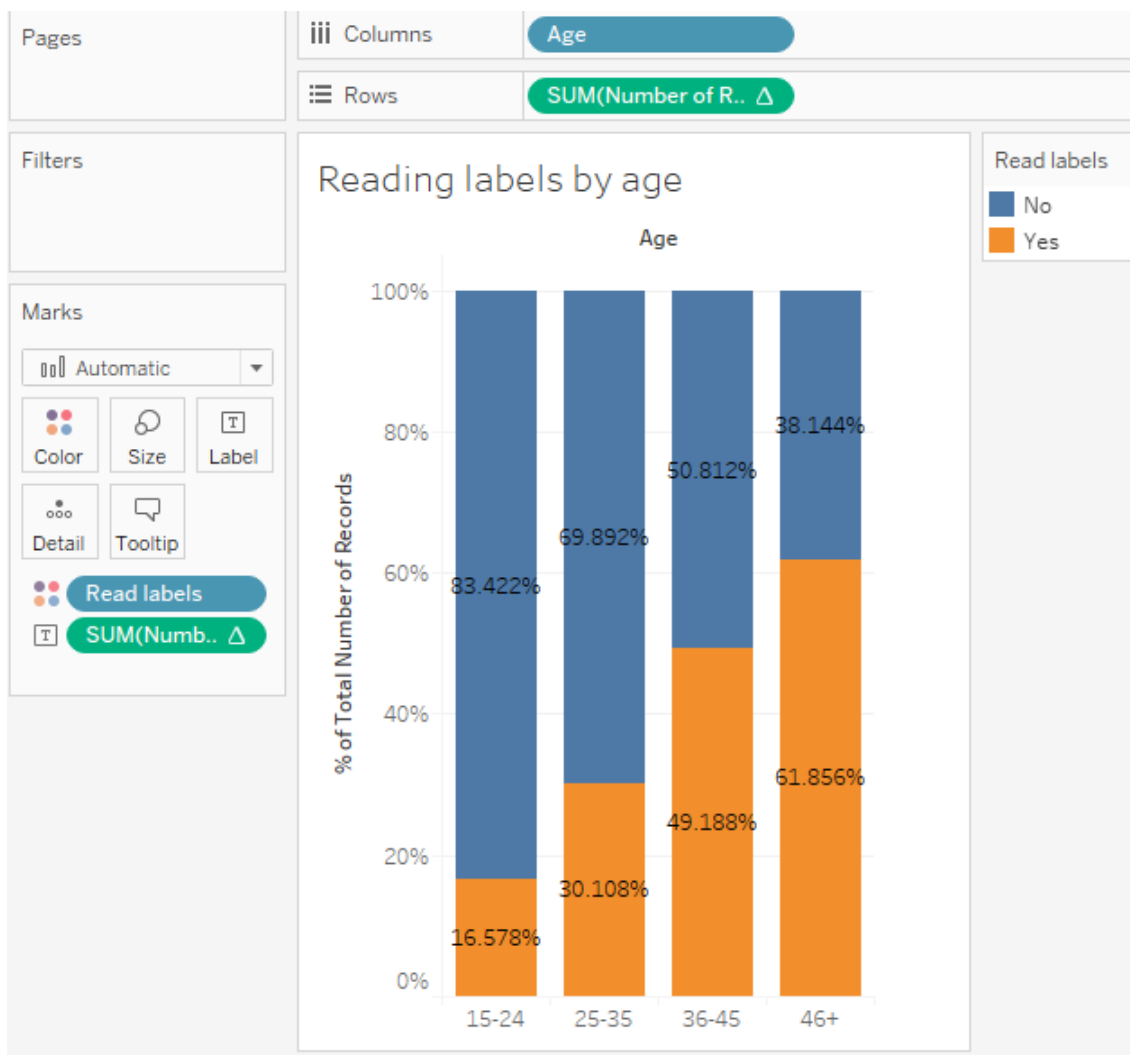 Pages
Columns
Age
Rows
SUM(Number of R.. Δ
Filters
Marks
Automatic
Color
Size
T
Label
Detail
Tooltip
Read labels
T
SUM(Numb.. Δ
Reading labels by age
Age
% of Total Number of Records
100%
80%
60%
40%
20%
0%
83.422%
69.892%
50.812%
38.144%
16.578%
30.108%
49.188%
61.856%
15-24
25-35
36-45
46+
Read labels
No
Yes